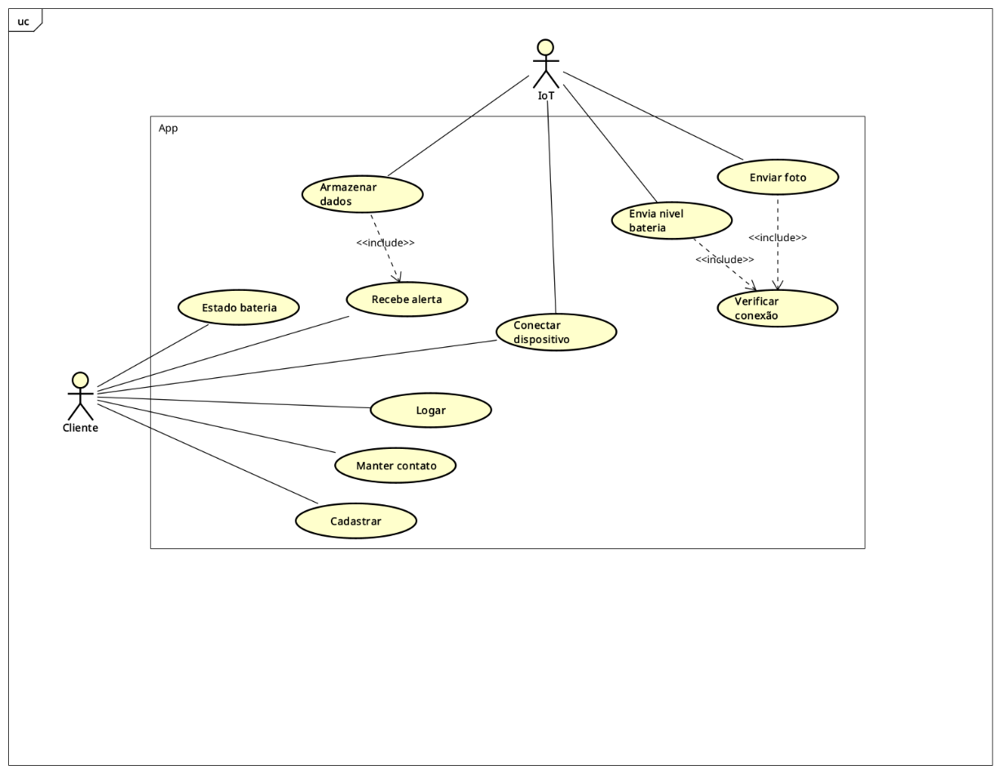 uc
IoT
App
Enviar foto
Armazenar
dados
Envia nivel
bateria
<<include>>
<<include>>
<<include>>
Recebe alerta
Estado bateria
Verificar
conexão
Conectar
dispositivo
Logar
Cliente
Manter contato
Cadastrar